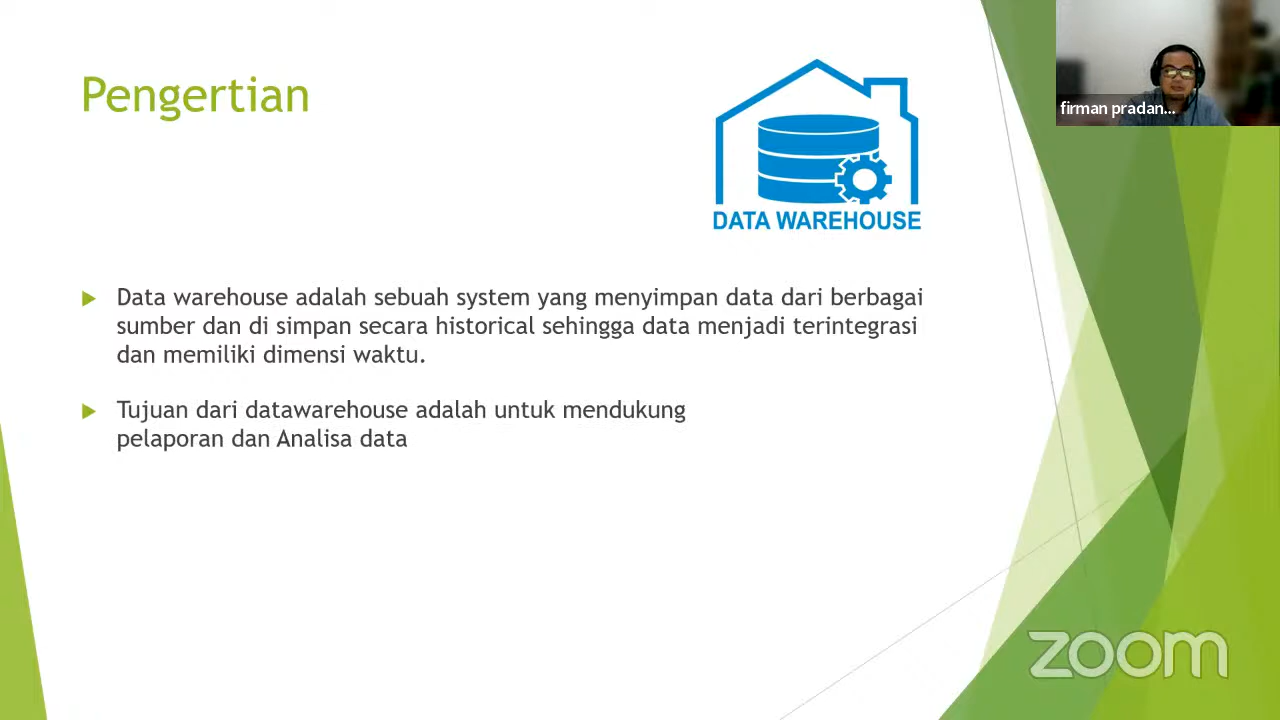 Pengertian
DATA WAREHOUSE
firman pradan...
Data warehouse adalah sebuah system yang menyimpan data dari berbagai
sumber dan di simpan secara historical sehingga data menjadi terintegrasi
dan memiliki dimensi waktu.
Tujuan dari datawarehouse adalah untuk mendukung
pelaporan dan Analisa data
zoom